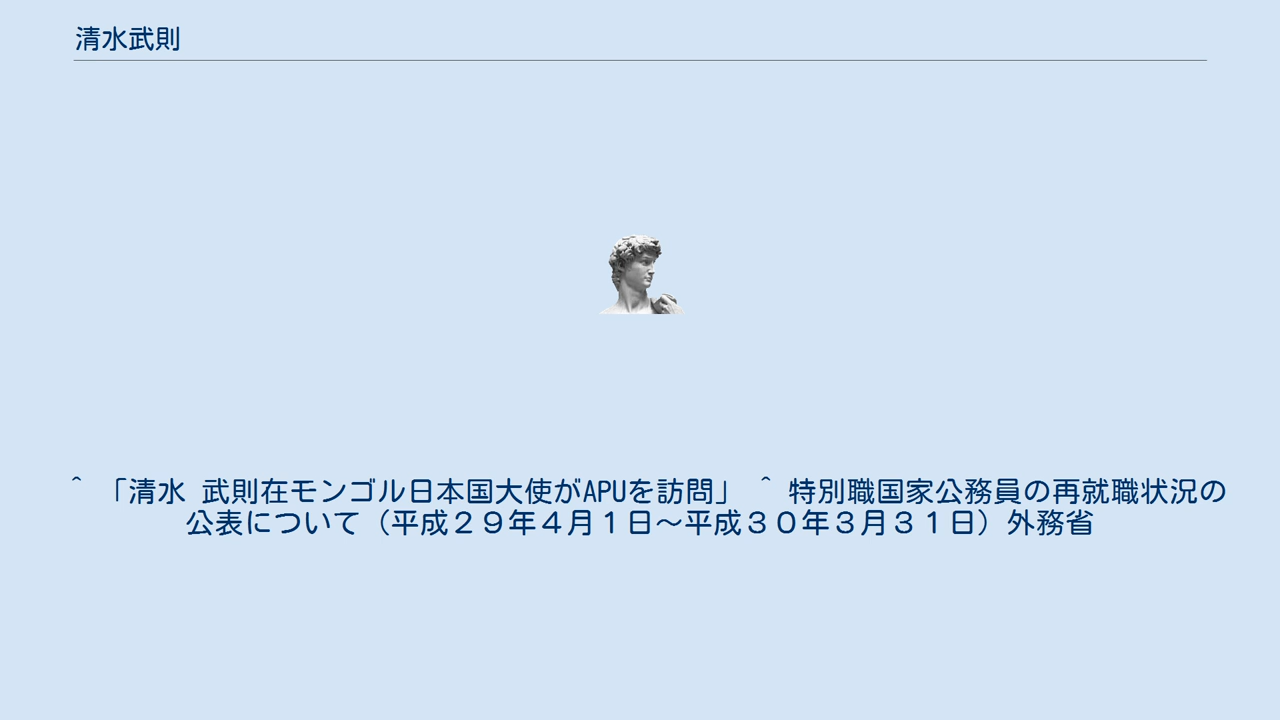 清水武則
^ 「清水 武則在モンゴル日本国大使がAPUを訪問」 ^ 特別職国家公務員の再就職状況の
公表について（平成２９年４月１日～平成３０年３月３１日）外務省